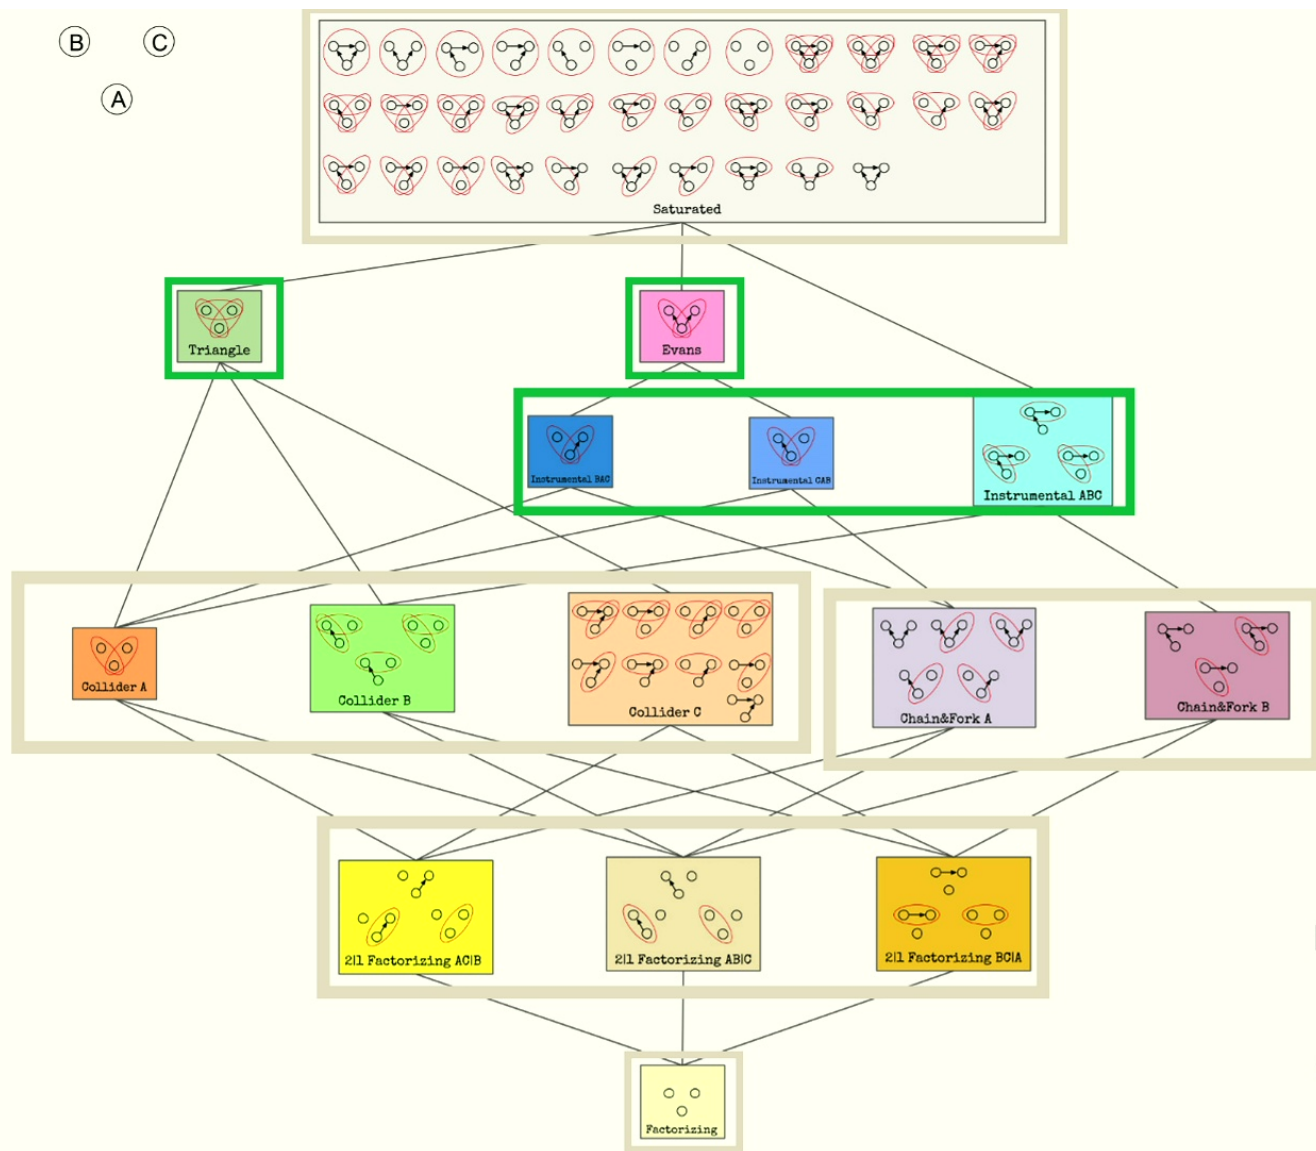 B
C
A
Saturated
Triangle
Evans
Instrumental BAC
Instrumental CAB
Instrumental ABC
Collider A
Collider B
Collider C
Chain&Fork A
Chain&Fork B
2|1 Factorizing AC|B
2|1 Factorizing AB|C
2|1 Factorizing BC|A
Factorizing